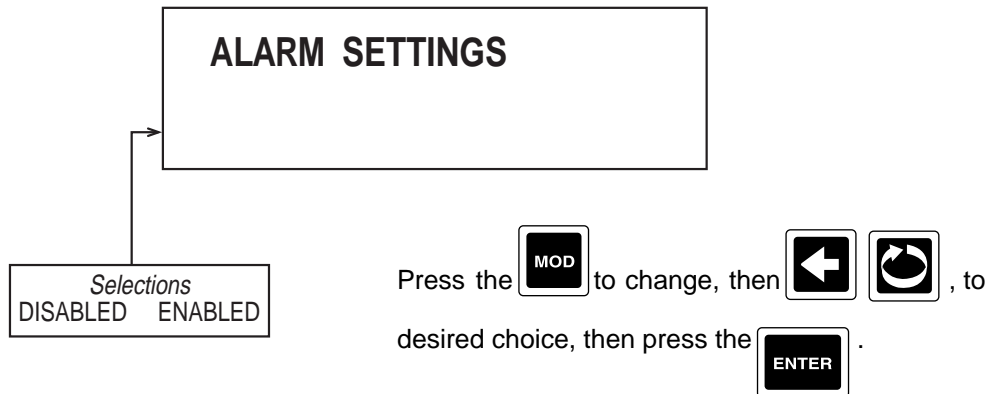 ALARM SETTINGS
Selections
DISABLED ENABLED
Press the MOD to change, then , to
desired choice, then press the ENTER .